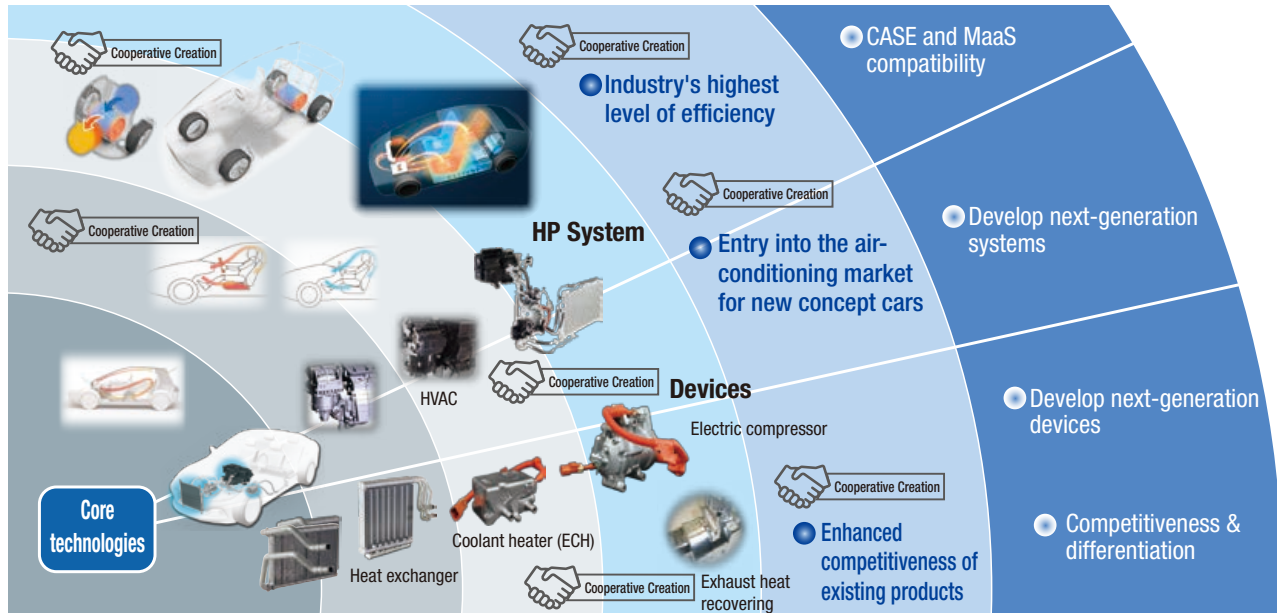 Cooperative Creation
Cooperative Creation
CASE and MaaS
compatibility
Industry's highest
level of efficiency
Cooperative Creation
Cooperative Creation
HP System
Entry into the air-
conditioning market
for new concept cars
Develop next-generation
systems
HVAC
Cooperative Creation
Devices
Electric compressor
Develop next-generation
devices
Core
technologies
Heat exchanger
Coolant heater (ECH)
Cooperative Creation
Exhaust heat
recovering
Cooperative Creation
Enhanced
competitiveness of
existing products
Competitiveness &
differentiation